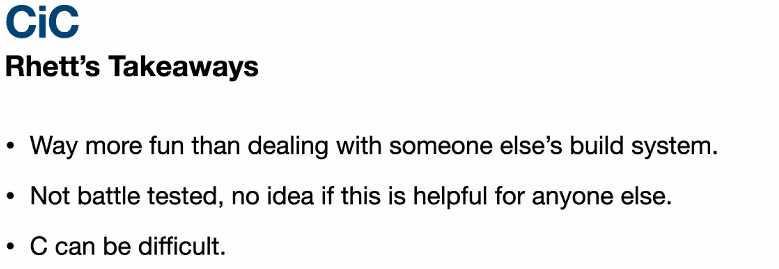 CiC
Rhett’s Takeaways
• Way more fun than dealing with someone else’s build system.
• Not battle tested, no idea if this is helpful for anyone else.
• C can be difficult.